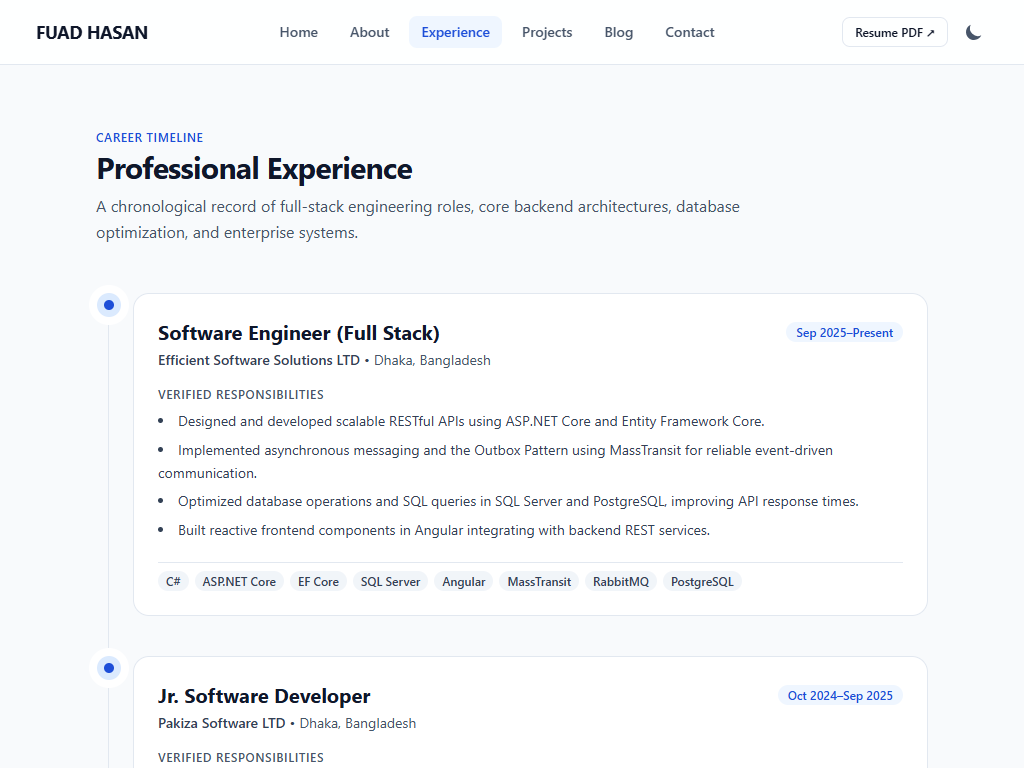 FUAD HASAN
Home
About
Experience
Projects
Blog
Contact
Resume PDF ↗
CAREER TIMELINE
Professional Experience
A chronological record of full-stack engineering roles, core backend architectures, database
optimization, and enterprise systems.
Software Engineer (Full Stack)
Sep 2025–Present
Efficient Software Solutions LTD • Dhaka, Bangladesh
VERIFIED RESPONSIBILITIES
• Designed and developed scalable RESTful APIs using ASP.NET Core and Entity Framework Core.
• Implemented asynchronous messaging and the Outbox Pattern using MassTransit for reliable event-driven
communication.
• Optimized database operations and SQL queries in SQL Server and PostgreSQL, improving API response times.
• Built reactive frontend components in Angular integrating with backend REST services.
C#
ASP.NET Core
EF Core
SQL Server
Angular
MassTransit
RabbitMQ
PostgreSQL
Jr. Software Developer
Oct 2024–Sep 2025
Pakiza Software LTD • Dhaka, Bangladesh
VERIFIED RESPONSIBILITIES